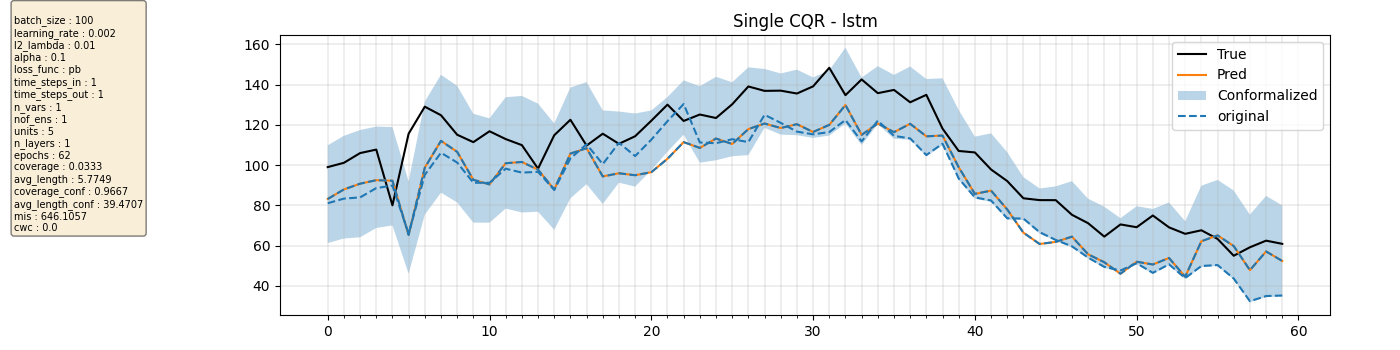 batch_size : 100
learning_rate : 0.002
l2_lambda : 0.01
alpha : 0.1
loss_func : pb
time_steps_in : 1
time_steps_out : 1
n_vars : 1
nof_ens : 1
units : 5
n_layers : 1
epochs : 62
coverage : 0.0333
avg_length : 5.7749
coverage_conf : 0.9667
avg_length_conf : 39.4707
mis : 646.1057
cwc : 0.0
Single CQR - lstm
160
140
120
100
80
60
40
0 10 20 30 40 50 60
True
Pred
Conformalized
original